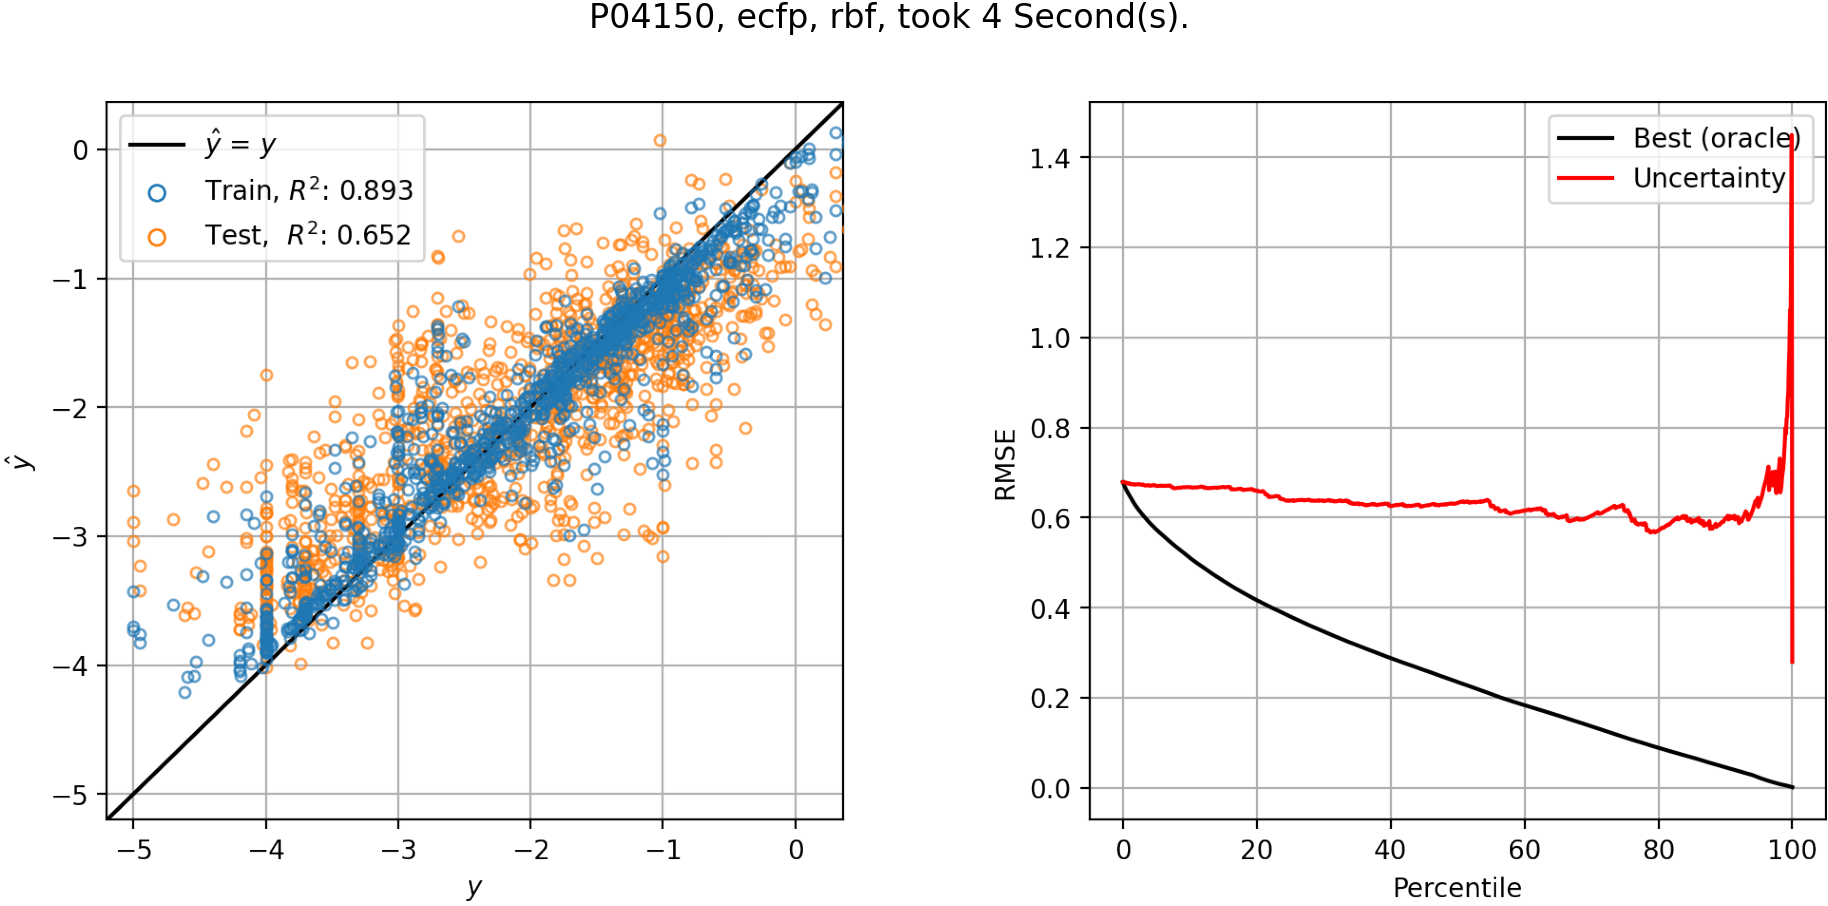 P04150, ecfp, rbf, took 4 Second(s).
ŷ = y
Train, R²: 0.893
Test, R²: 0.652
0
−1
−2
−3
−4
−5
ŷ
−5 −4 −3 −2 −1 0
y
Best (oracle)
Uncertainty
1.4
1.2
1.0
0.8
0.6
0.4
0.2
0.0
RMSE
0 20 40 60 80 100
Percentile